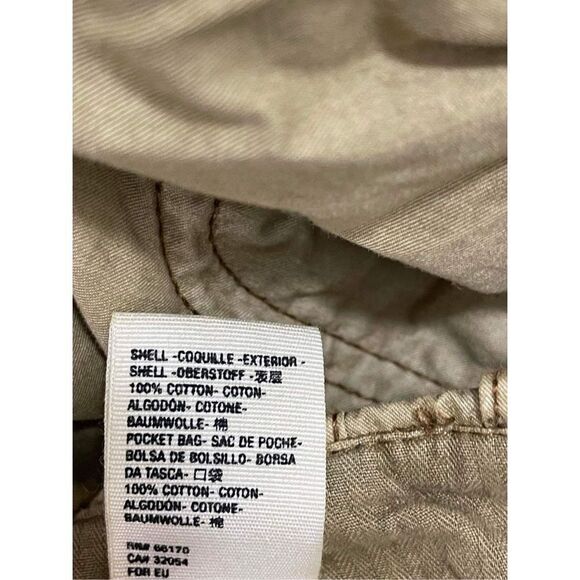 SHELL -COQUILLE -EXTERIOR -
SHELL -OBERSTOFF -表层
100% COTTON- COTON-
ALGODÓN- COTONE-
BAUMWOLLE- 棉
POCKET BAG- SAC DE POCHE-
BOLSA DE BOLSILLO- BORSA
DA TASCA- 口袋
100% COTTON- COTON-
ALGODÓN- COTONE-
BAUMWOLLE- 棉
RN# 66170
CA# 32054
FOR EU